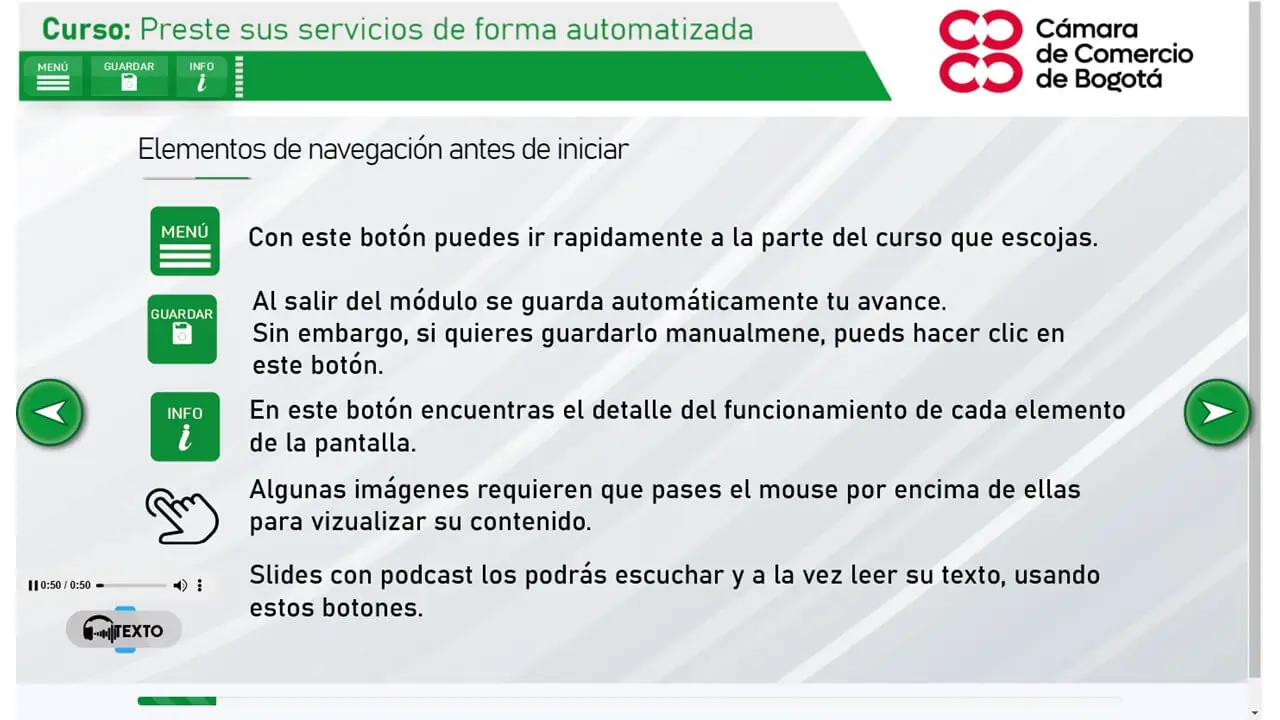 Curso: Preste sus servicios de forma automatizada
Cámara
de Comercio
de Bogotá
MENÚ
GUARDAR
INFO
Elementos de navegación antes de iniciar
MENÚ
Con este botón puedes ir rapidamente a la parte del curso que escojas.
GUARDAR
Al salir del módulo se guarda automáticamente tu avance.
Sin embargo, si quieres guardarlo manualmene, pueds hacer clic en
este botón.
INFO
En este botón encuentras el detalle del funcionamiento de cada elemento
de la pantalla.
Algunas imágenes requieren que pases el mouse por encima de ellas
para vizualizar su contenido.
0:50 / 0:50
Slides con podcast los podrás escuchar y a la vez leer su texto, usando
estos botones.
TEXTO